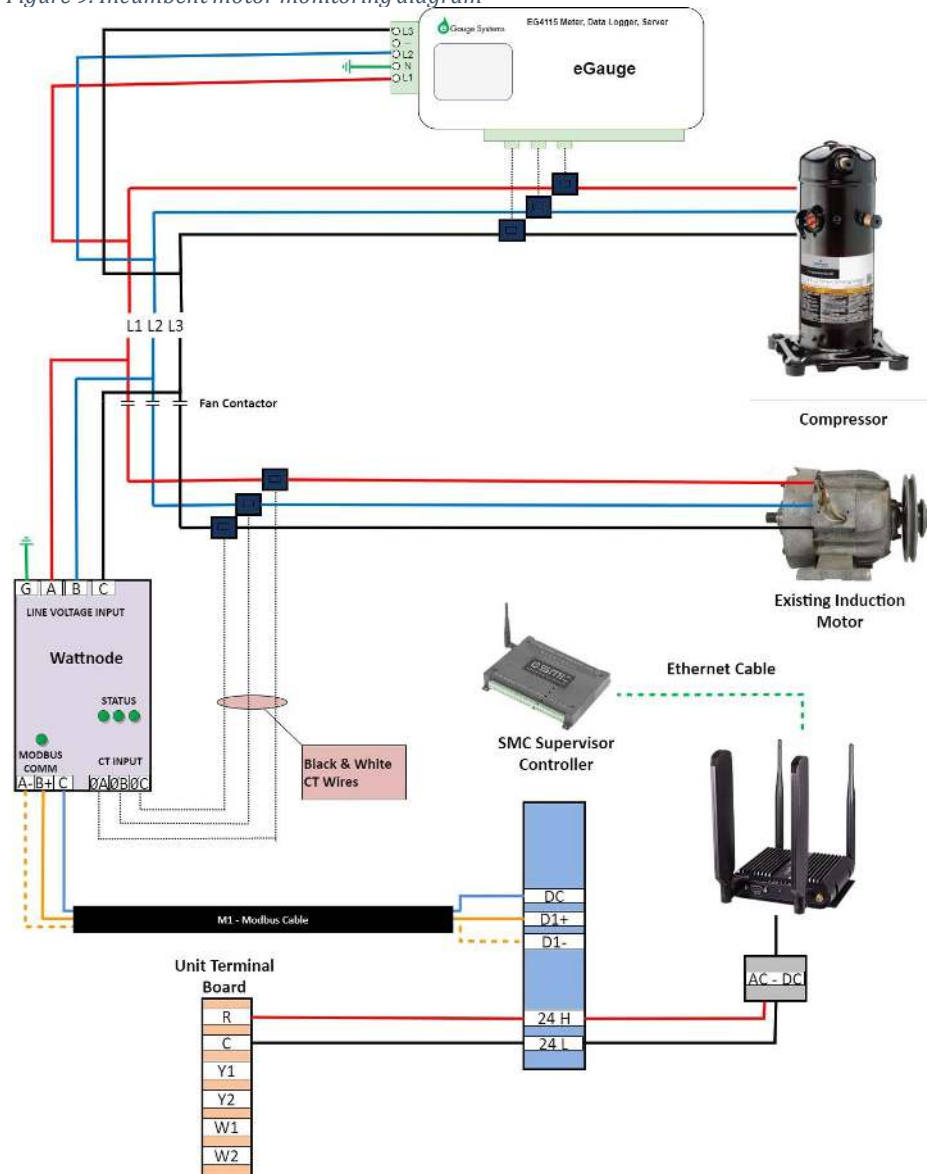 Figure 9. Incumbent motor monitoring diagram
L3
L2
N
L1
eGauge Systems
EG4115 Meter, Data Logger, Server
eGauge
L1 L2 L3
Fan Contactor
Compressor
G A B C
LINE VOLTAGE INPUT
Wattnode
STATUS
MODBUS
COMM
CT INPUT
A- B+ C
ØA ØB ØC
Black & White
CT Wires
Existing Induction
Motor
Ethernet Cable
SMC Supervisor
Controller
M1 - Modbus Cable
DC
D1+
D1-
24 H
24 L
AC - DC
Unit Terminal
Board
R
C
Y1
Y2
W1
W2